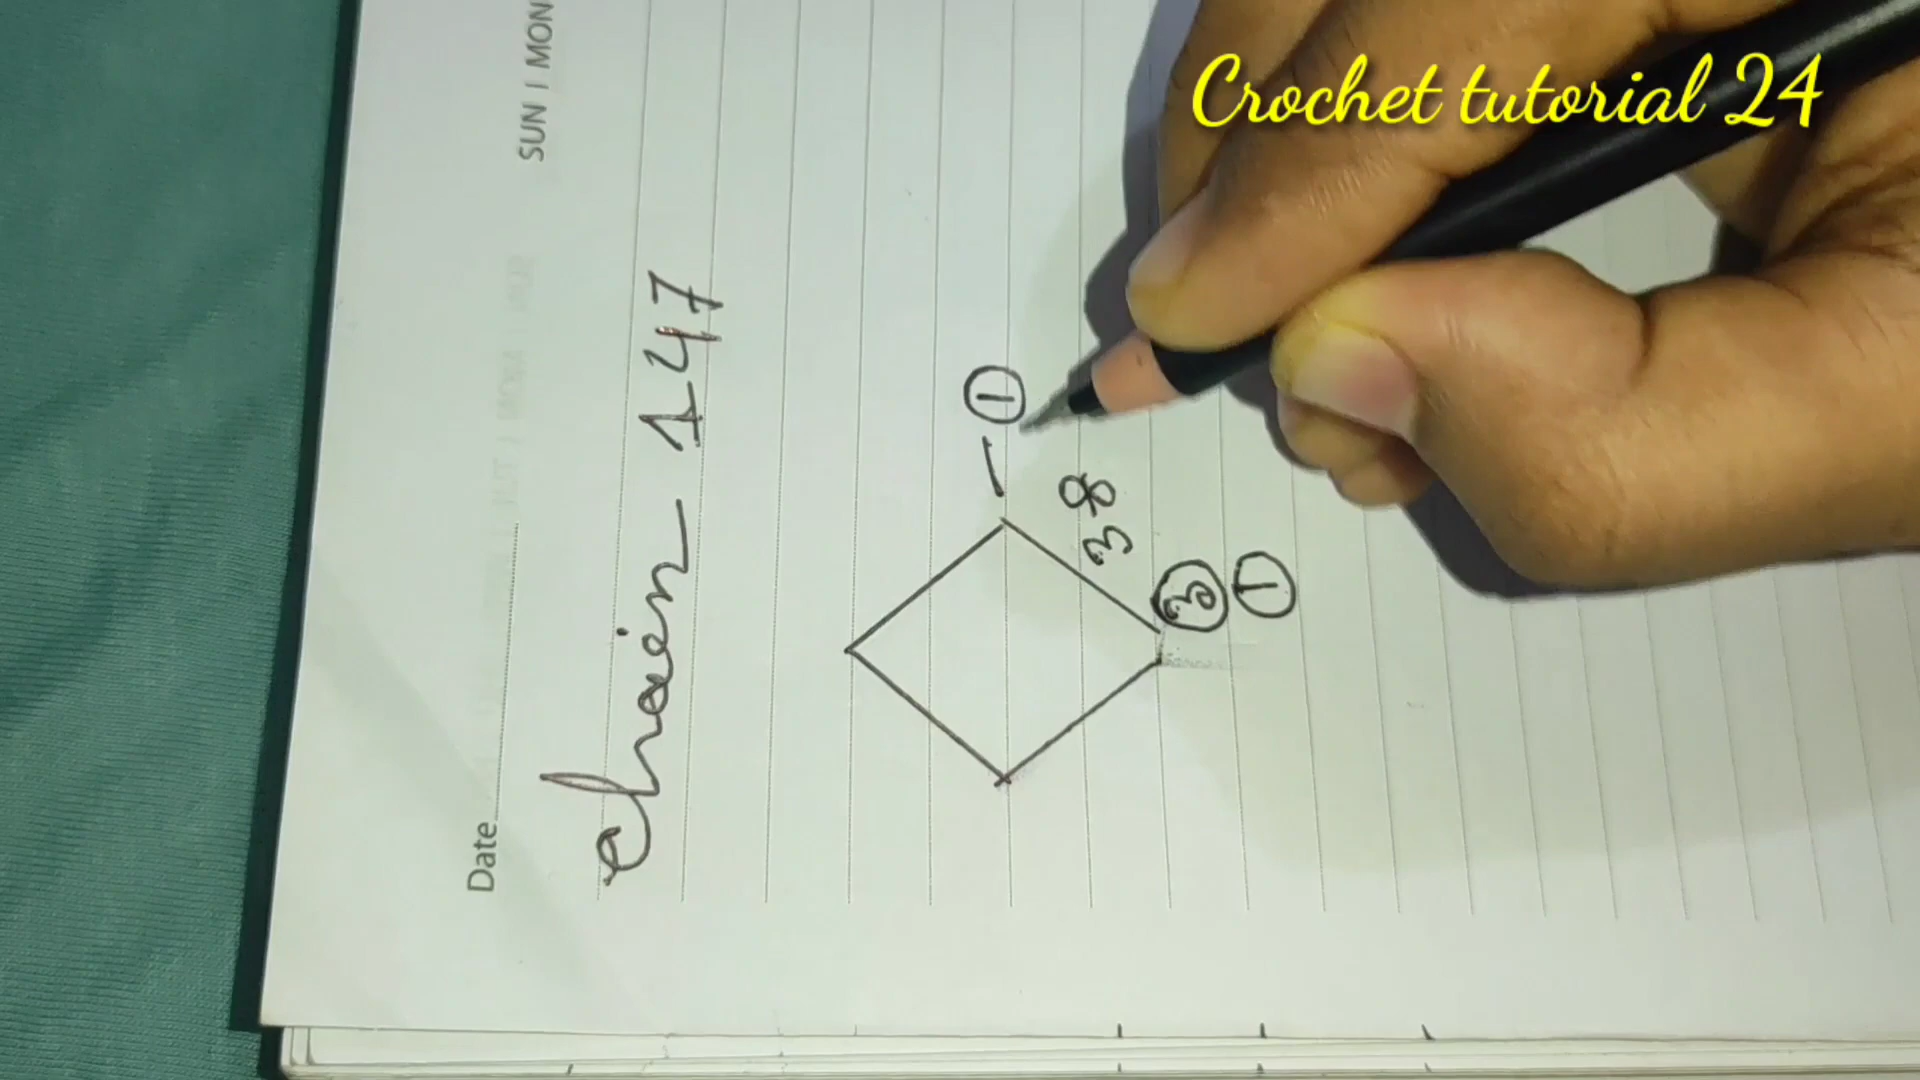 Crochet tutorial 24
SUN | MON
Date
chain 147
①
38
③ ①